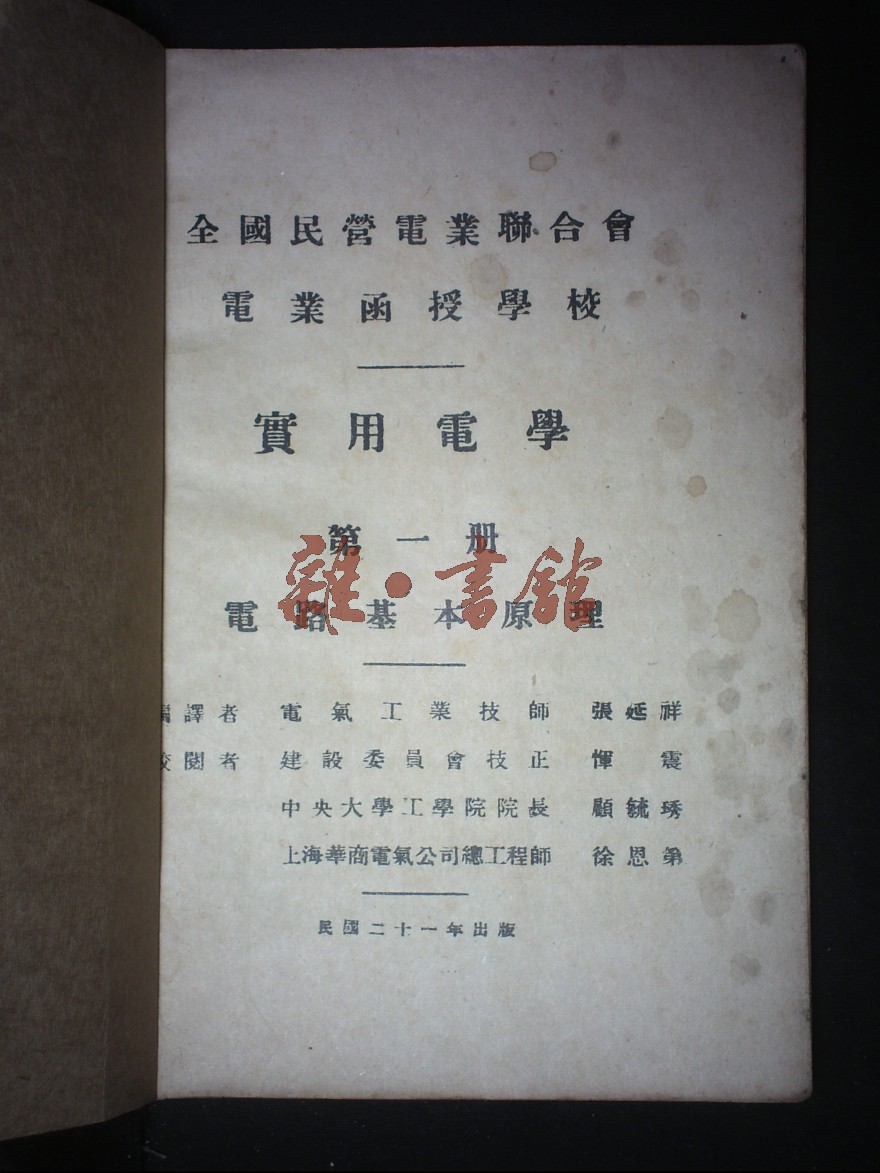 全國民營電業聯合會
電業函授學校
實用電學
第一册
電路基本原理
雜·書館
編譯者 電氣工業技師 張延祥
校閱者 建設委員會技正 惲震
中央大學工學院院長 顧毓琇
上海華商電氣公司總工程師 徐恩第
民國二十一年出版